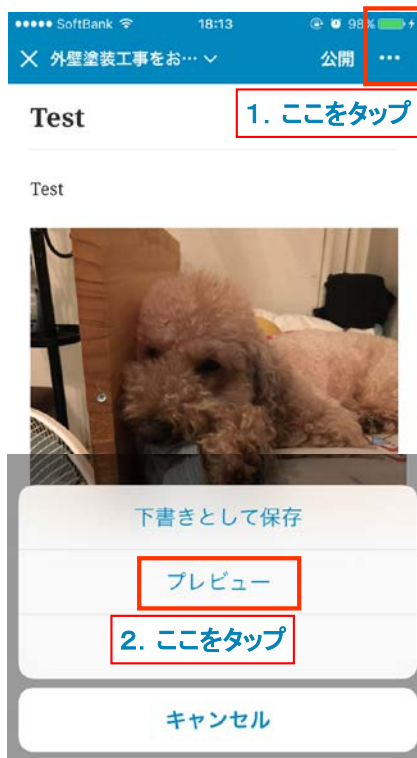 ●●●●● SoftBank 18:13 98%
× 外壁塗装工事をお… 公開 …
Test
1. ここをタップ
Test
下書きとして保存
プレビュー
2. ここをタップ
キャンセル